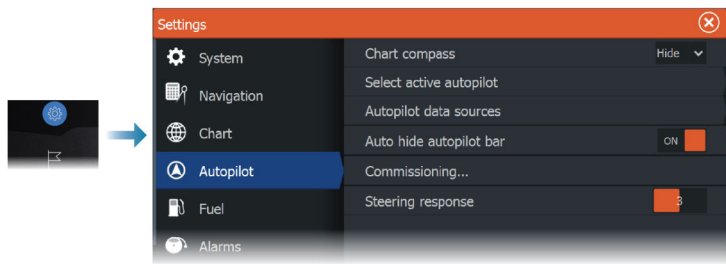 Settings
System
Navigation
Chart
Autopilot
Fuel
Alarms
Chart compass Hide
Select active autopilot
Autopilot data sources
Auto hide autopilot bar ON
Commissioning...
Steering response 3